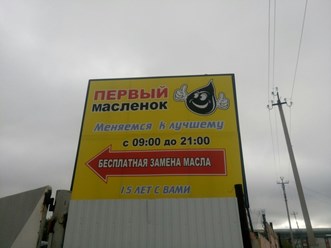 ПЕРВЫЙ
масленок
Меняемся к лучшему
с 09:00 до 21:00
БЕСПЛАТНАЯ ЗАМЕНА МАСЛА
15 ЛЕТ С ВАМИ